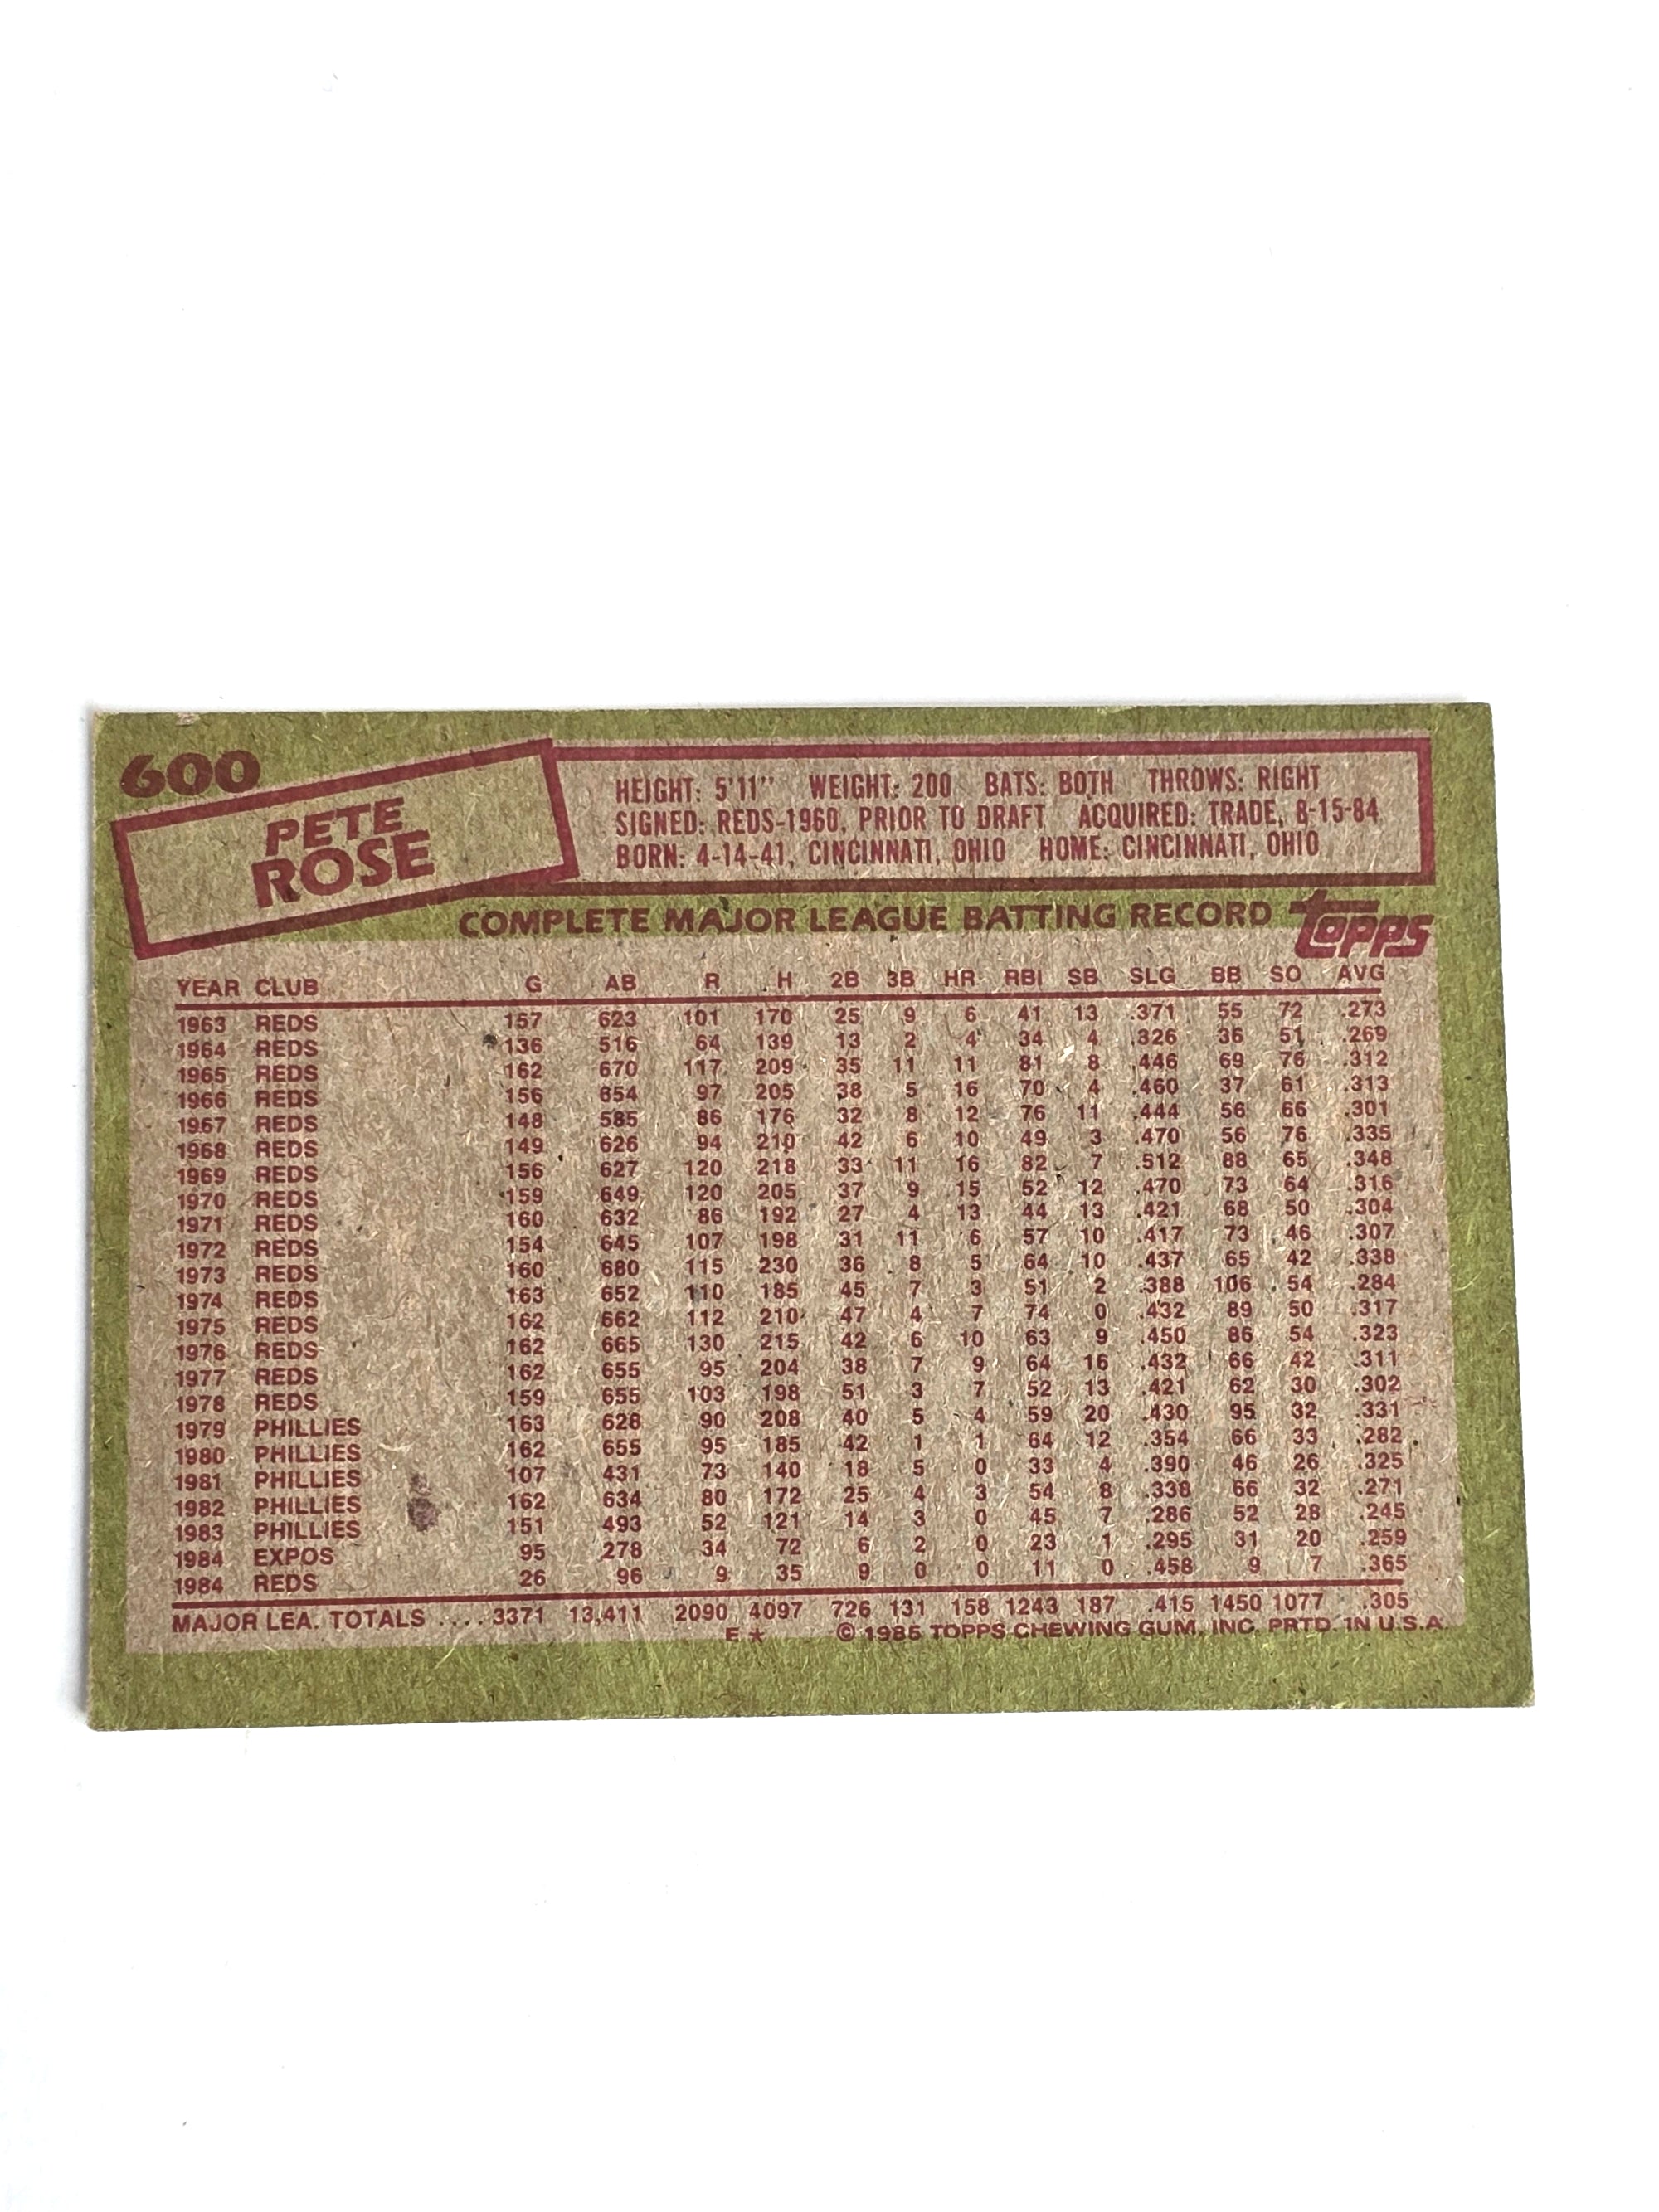 600
PETE
ROSE
HEIGHT: 5'11" WEIGHT: 200 BATS: BOTH THROWS: RIGHT
SIGNED: REDS-1960, PRIOR TO DRAFT ACQUIRED: TRADE, 8-15-84
BORN: 4-14-41, CINCINNATI, OHIO HOME: CINCINNATI, OHIO
COMPLETE MAJOR LEAGUE BATTING RECORD topps
YEAR CLUB G AB R H 2B 3B HR RBI SB SLG BB SO AVG
1963 REDS 157 623 101 170 25 9 6 41 13 .371 55 72 .273
1964 REDS 136 516 64 139 13 2 4 34 4 .326 36 51 .269
1965 REDS 162 670 117 209 35 11 11 81 8 .446 69 76 .312
1966 REDS 156 654 97 205 38 5 16 70 4 .460 37 61 .313
1967 REDS 148 585 86 176 32 8 12 76 11 .444 56 66 .301
1968 REDS 149 626 94 210 42 6 10 49 3 .470 56 76 .335
1969 REDS 156 627 120 218 33 11 16 82 7 .512 88 65 .348
1970 REDS 159 649 120 205 37 9 15 52 12 .470 73 64 .316
1971 REDS 160 632 86 192 27 4 13 44 13 .421 68 50 .304
1972 REDS 154 645 107 198 31 11 6 57 10 .417 73 46 .307
1973 REDS 160 680 115 230 36 8 5 64 10 .437 65 42 .338
1974 REDS 163 652 110 185 45 7 3 51 2 .388 106 54 .284
1975 REDS 162 662 112 210 47 4 7 74 0 .432 89 50 .317
1976 REDS 162 665 130 215 42 6 10 63 9 .450 86 54 .323
1977 REDS 162 655 95 204 38 7 9 64 16 .432 66 42 .311
1978 REDS 159 655 103 198 51 3 7 52 13 .421 62 30 .302
1979 PHILLIES 163 628 90 208 40 5 4 59 20 .430 95 32 .331
1980 PHILLIES 162 655 95 185 42 1 1 64 12 .354 66 33 .282
1981 PHILLIES 107 431 73 140 18 5 0 33 4 .390 46 26 .325
1982 PHILLIES 162 634 80 172 25 4 3 54 8 .338 66 32 .271
1983 PHILLIES 151 493 52 121 14 3 0 45 7 .286 52 28 .245
1984 EXPOS 95 278 34 72 6 2 0 23 1 .295 31 20 .259
1984 REDS 26 96 9 35 9 0 0 11 0 .458 9 7 .365
MAJOR LEA. TOTALS .... 3371 13,411 2090 4097 726 131 158 1243 187 .415 1450 1077 .305
E * © 1985 TOPPS CHEWING GUM, INC. PRTD. IN U.S.A.